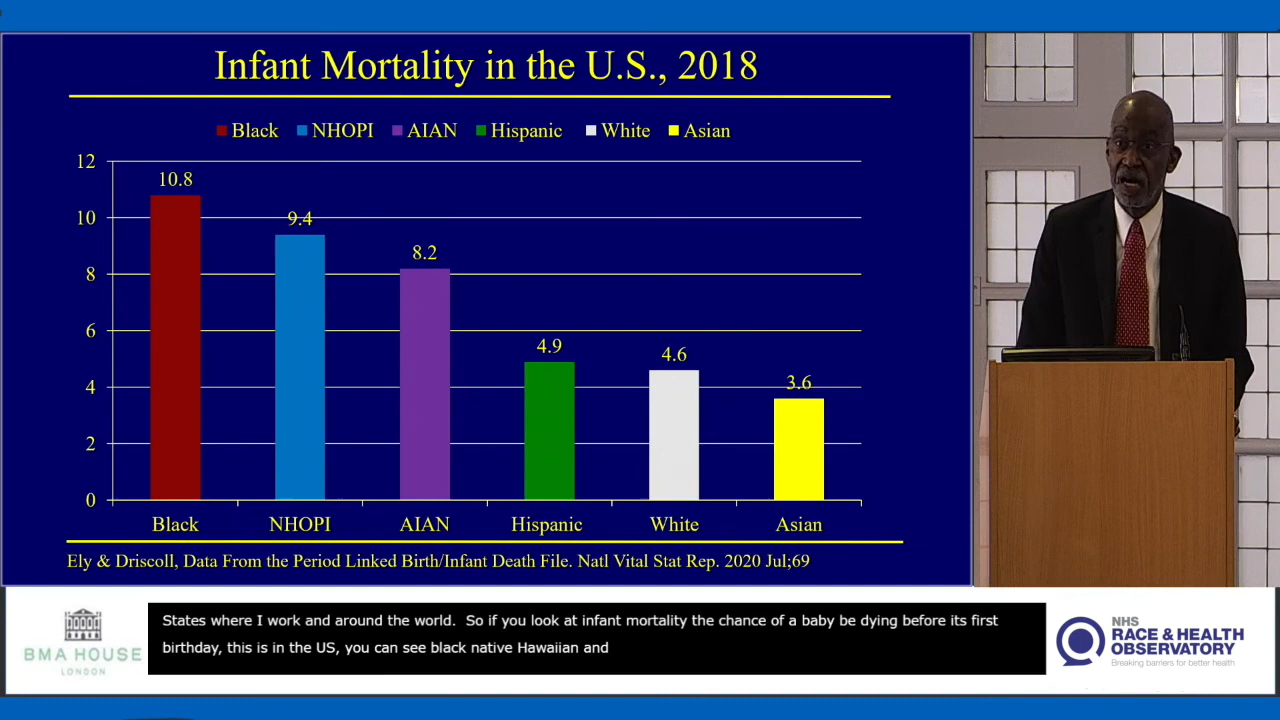 Infant Mortality in the U.S., 2018
Black NHOPI AIAN Hispanic White Asian
12
10
8
6
4
2
0
10.8
9.4
8.2
4.9
4.6
3.6
Black NHOPI AIAN Hispanic White Asian
Ely & Driscoll, Data From the Period Linked Birth/Infant Death File. Natl Vital Stat Rep. 2020 Jul;69
BMA HOUSE
LONDON
States where I work and around the world. So if you look at infant mortality the chance of a baby be dying before its first
birthday, this is in the US, you can see black native Hawaiian and
NHS
RACE & HEALTH
OBSERVATORY
Breaking barriers for better health